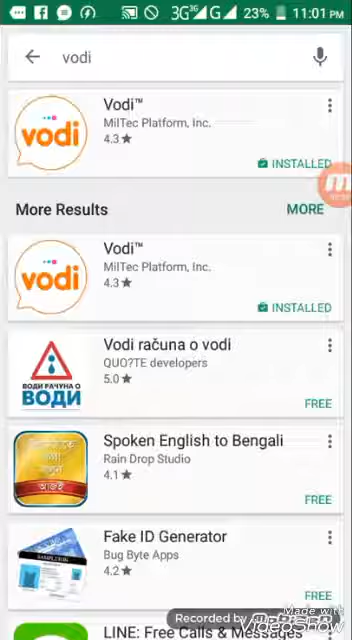 3G 3G G 23% 11:01 PM
vodi
Vodi™
MilTec Platform, Inc.
4.3★
vodi
INSTALLED
More Results
MORE
Vodi™
MilTec Platform, Inc.
4.3★
vodi
INSTALLED
Vodi računa o vodi
QUO?TE developers
5.0★
ВОДИ РАЧУНА О
ВОДИ
FREE
Spoken English to Bengali
Rain Drop Studio
4.1★
আজই
FREE
Fake ID Generator
Bug Byte Apps
4.2★
FREE
Made with
VideoShow
Recorded by
LINE: Free Calls & Messages